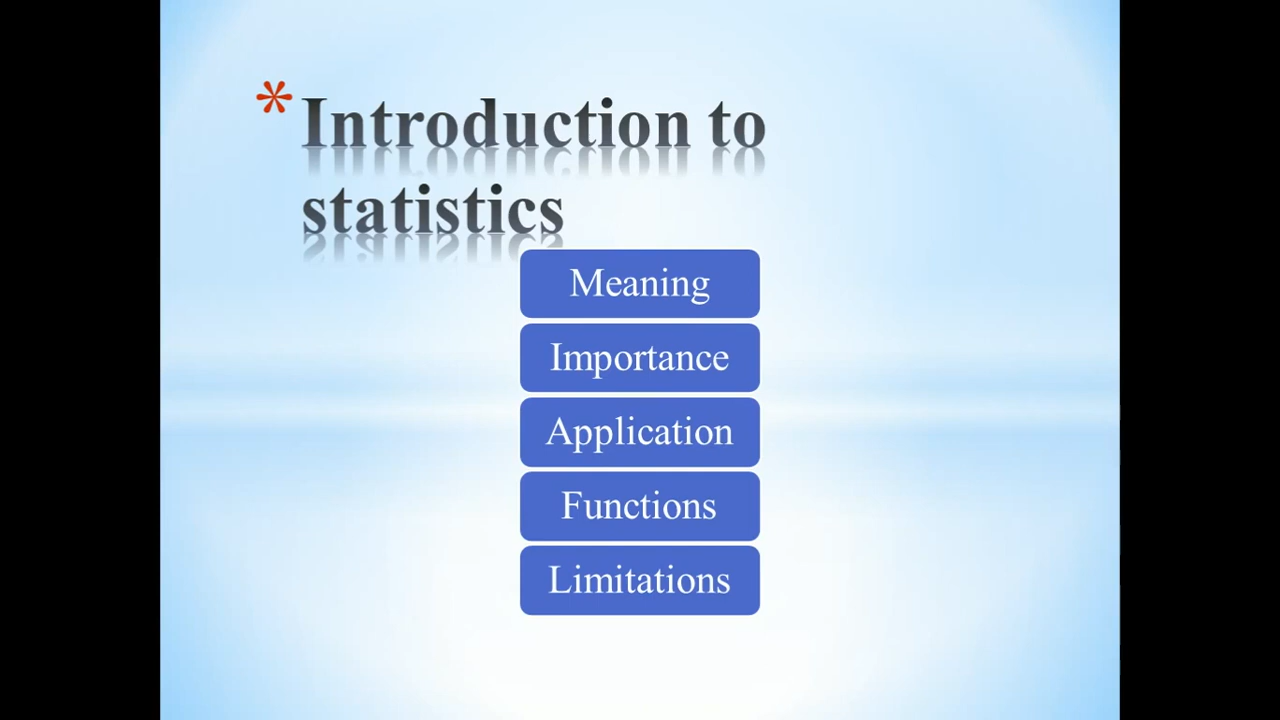 * Introduction to
statistics
Meaning
Importance
Application
Functions
Limitations